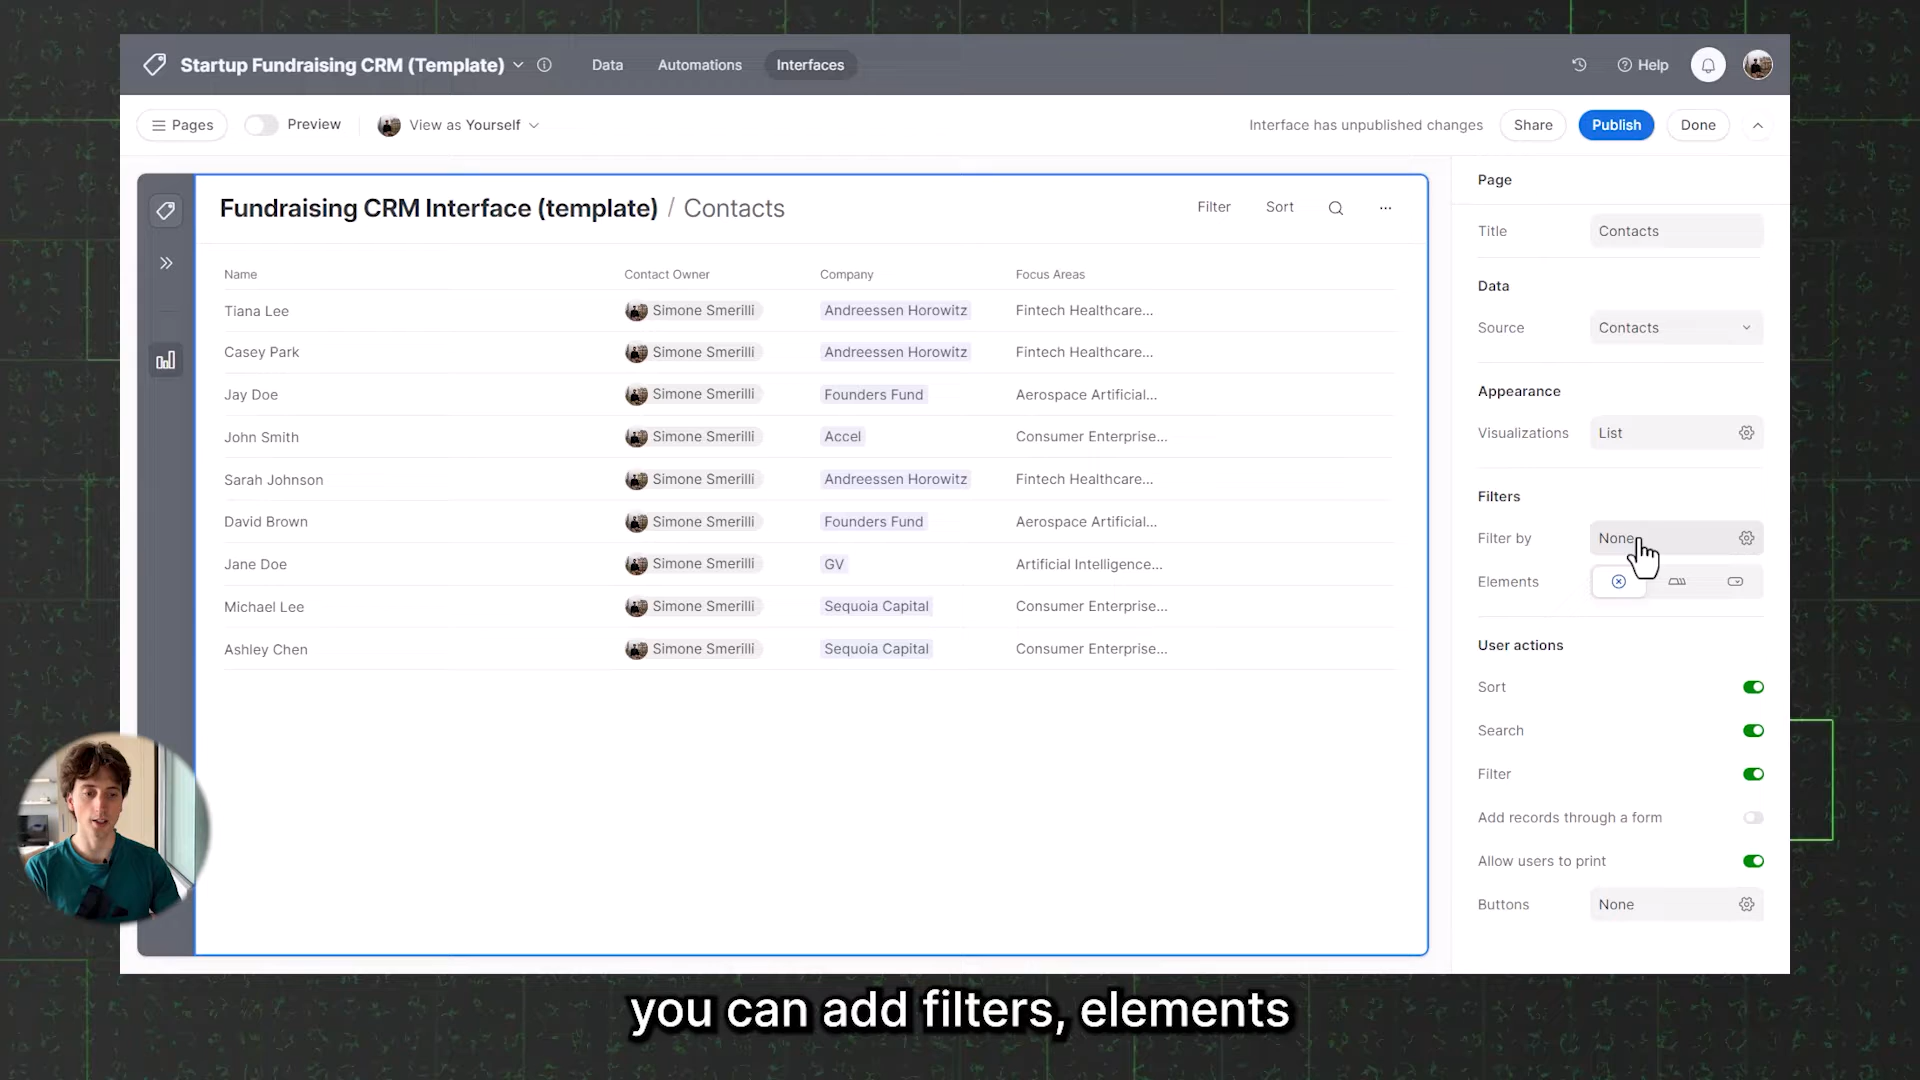 Startup Fundraising CRM (Template)
Data
Automations
Interfaces
Help
Pages
Preview
View as Yourself
Interface has unpublished changes
Share
Publish
Done
Fundraising CRM Interface (template) / Contacts
Filter
Sort
...
Name
Contact Owner
Company
Focus Areas
Tiana Lee
Simone Smerilli
Andreessen Horowitz
Fintech Healthcare...
Casey Park
Simone Smerilli
Andreessen Horowitz
Fintech Healthcare...
Jay Doe
Simone Smerilli
Founders Fund
Aerospace Artificial...
John Smith
Simone Smerilli
Accel
Consumer Enterprise...
Sarah Johnson
Simone Smerilli
Andreessen Horowitz
Fintech Healthcare...
David Brown
Simone Smerilli
Founders Fund
Aerospace Artificial...
Jane Doe
Simone Smerilli
GV
Artificial Intelligence...
Michael Lee
Simone Smerilli
Sequoia Capital
Consumer Enterprise...
Ashley Chen
Simone Smerilli
Sequoia Capital
Consumer Enterprise...
Page
Title
Contacts
Data
Source
Contacts
Appearance
Visualizations
List
Filters
Filter by
None
Elements
User actions
Sort
Search
Filter
Add records through a form
Allow users to print
Buttons
None
you can add filters, elements